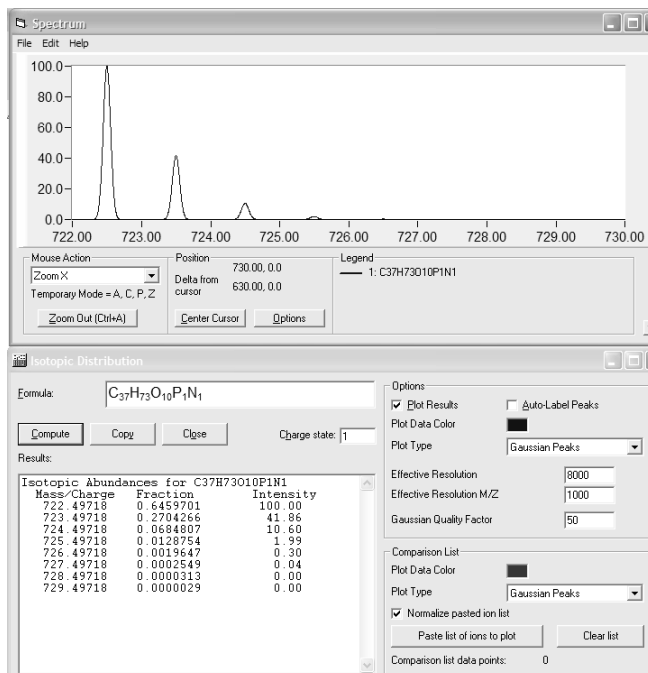 Spectrum
File Edit Help
100.0
80.0
60.0
40.0
20.0
0.0
722.00 723.00 724.00 725.00 726.00 727.00 728.00 729.00 730.00
Mouse Action
Zoom X
Temporary Mode = A, C, P, Z
Zoom Out (Ctrl+A)
Position
730.00, 0.0
Delta from cursor
630.00, 0.0
Center Cursor Options
Legend
1: C37H73O10P1N1
Isotopic Distribution
Formula: C37H73O10P1N1
Compute Copy Close Charge state: 1
Results:
Isotopic Abundances for C37H73O10P1N1
Mass/Charge Fraction Intensity
722.49718 0.6459701 100.00
723.49718 0.2704266 41.86
724.49718 0.0684807 10.60
725.49718 0.0128754 1.99
726.49718 0.0019647 0.30
727.49718 0.0002549 0.04
728.49718 0.0000313 0.00
729.49718 0.0000029 0.00
Options
Plot Results Auto-Label Peaks
Plot Data Color
Plot Type Gaussian Peaks
Effective Resolution 8000
Effective Resolution M/Z 1000
Gaussian Quality Factor 50
Comparison List
Plot Data Color
Plot Type Gaussian Peaks
Normalize pasted ion list
Paste list of ions to plot Clear list
Comparison list data points: 0